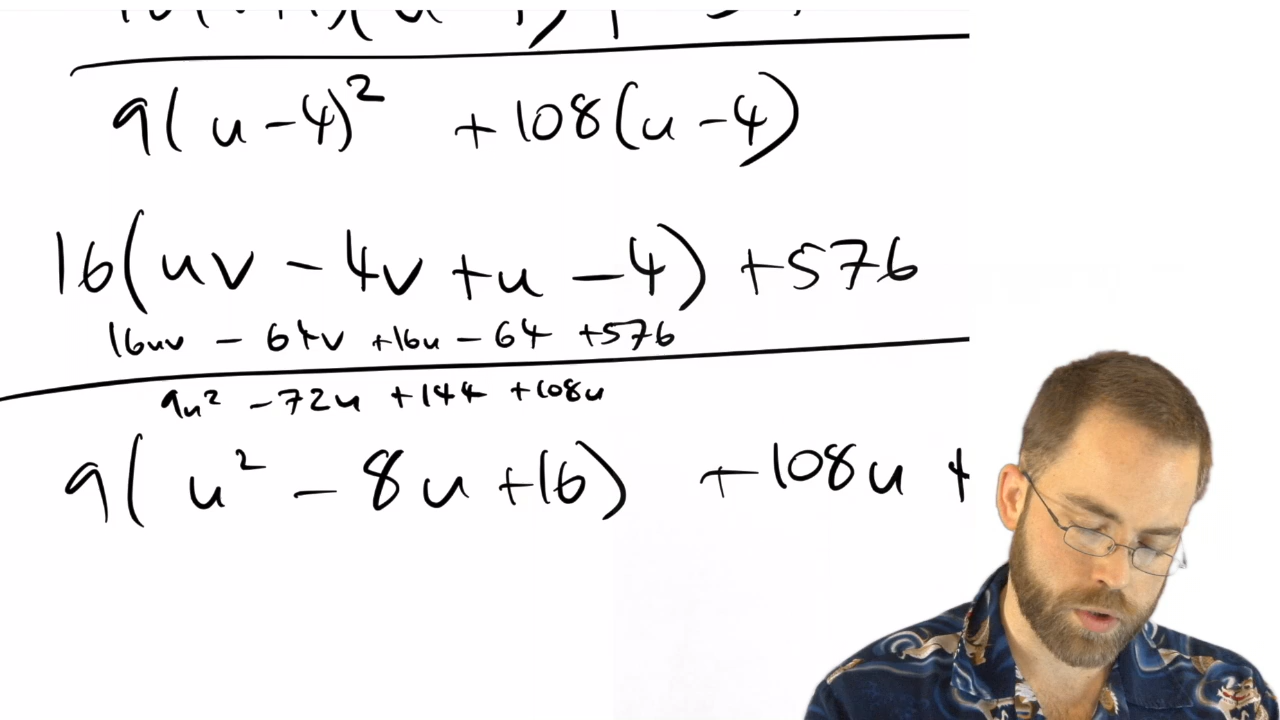 9(u-4)² +108(u-4)
16(uv - 4v +u -4) +576
16uv - 64v +16u - 64 +576
9u² -72u +144 +108u
9(u² - 8u +16) +108u +